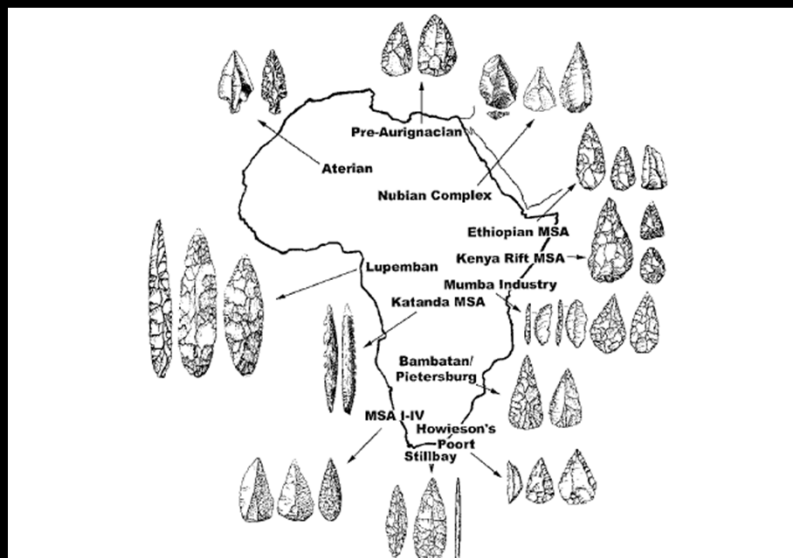 Pre-Aurignacian
Aterian
Nubian Complex
Ethiopian MSA
Kenya Rift MSA
Lupemban
Mumba Industry
Katanda MSA
Bambatan/
Pietersburg
MSA I-IV
Howieson's
Poort
Stillbay